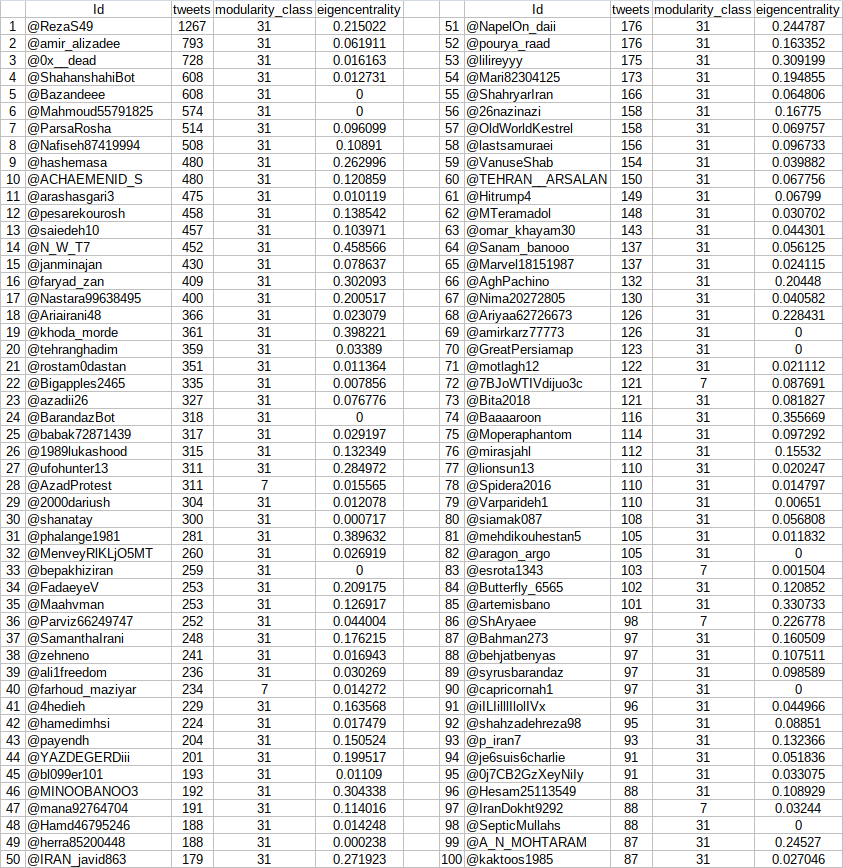 Id tweets modularity_class eigencentrality Id tweets modularity_class eigencentrality
1 @RezaS49 1267 31 0.215022 51 @NapelOn_daii 176 31 0.244787
2 @amir_alizadee 793 31 0.061911 52 @pourya_raad 176 31 0.163352
3 @0x__dead 728 31 0.016163 53 @lilireyyy 175 31 0.309199
4 @ShahanshahiBot 608 31 0.012731 54 @Mari82304125 173 31 0.194855
5 @Bazandeee 608 31 0 55 @ShahryarIran 166 31 0.064806
6 @Mahmoud55791825 574 31 0 56 @26nazinazi 158 31 0.16775
7 @ParsaRosha 514 31 0.096099 57 @OldWorldKestrel 158 31 0.069757
8 @Nafiseh87419994 508 31 0.10891 58 @lastsamuraei 156 31 0.096733
9 @hashemasa 480 31 0.262996 59 @VanuseShab 154 31 0.039882
10 @ACHAEMENID_S 480 31 0.120859 60 @TEHRAN__ARSALAN 150 31 0.067756
11 @arashasgari3 475 31 0.010119 61 @Hitrump4 149 31 0.06799
12 @pesarekourosh 458 31 0.138542 62 @MTeramadol 148 31 0.030702
13 @saiedeh10 457 31 0.103971 63 @omar_khayam30 143 31 0.044301
14 @N_W_T7 452 31 0.458566 64 @Sanam_banooo 137 31 0.056125
15 @janminajan 430 31 0.078637 65 @Marvel18151987 137 31 0.024115
16 @faryad_zan 409 31 0.302093 66 @AghPachino 132 31 0.20448
17 @Nastara99638495 400 31 0.200517 67 @Nima20272805 130 31 0.040582
18 @Ariairani48 366 31 0.023079 68 @Ariyaa62726673 126 31 0.228431
19 @khoda_morde 361 31 0.398221 69 @amirkarz77773 126 31 0
20 @tehranghadim 359 31 0.03389 70 @GreatPersiamap 123 31 0
21 @rostam0dastan 351 31 0.011364 71 @motlagh12 122 31 0.021112
22 @Bigapples2465 335 31 0.007856 72 @7BJoWTIVdijuo3c 121 7 0.087691
23 @azadii26 327 31 0.076776 73 @Bita2018 121 31 0.081827
24 @BarandazBot 318 31 0 74 @Baaaaroon 116 31 0.355669
25 @babak72871439 317 31 0.029197 75 @Moperaphantom 114 31 0.097292
26 @1989lukashood 315 31 0.132349 76 @mirasjahl 112 31 0.15532
27 @ufohunter13 311 31 0.284972 77 @lionsun13 110 31 0.020247
28 @AzadProtest 311 7 0.015565 78 @Spidera2016 110 31 0.014797
29 @2000dariush 304 31 0.012078 79 @Varparideh1 110 31 0.00651
30 @shanatay 300 31 0.000717 80 @siamak087 108 31 0.056808
31 @phalange1981 281 31 0.389632 81 @mehdikouhestan5 105 31 0.011832
32 @MenveyRIKLjO5MT 260 31 0.026919 82 @aragon_argo 105 31 0
33 @bepakhiziran 259 31 0 83 @esrota1343 103 7 0.001504
34 @FadaeyeV 253 31 0.209175 84 @Butterfly_6565 102 31 0.120852
35 @Maahvman 253 31 0.126917 85 @artemisbano 101 31 0.330733
36 @Parviz66249747 252 31 0.044004 86 @ShAryaee 98 7 0.226778
37 @SamanthaIrani 248 31 0.176215 87 @Bahman273 97 31 0.160509
38 @zehneno 241 31 0.016943 88 @behjatbenyas 97 31 0.107511
39 @ali1freedom 236 31 0.030269 89 @syrusbarandaz 97 31 0.098589
40 @farhoud_maziyar 234 7 0.014272 90 @capricornah1 97 31 0
41 @4hedieh 229 31 0.163568 91 96 31 0.044966
42 @hamedimhsi 224 31 0.017479 92 @shahzadehreza98 95 31 0.08851
43 @payendh 204 31 0.150524 93 @p_iran7 93 31 0.132366
44 @YAZDEGERDiii 201 31 0.199517 94 @je6suis6charlie 91 31 0.051836
45 @bl099er101 193 31 0.01109 95 @0j7CB2GzXeyNily 91 31 0.033075
46 @MINOOBANOO3 192 31 0.304338 96 @Hesam25113549 88 31 0.108929
47 @mana92764704 191 31 0.114016 97 @IranDokht9292 88 7 0.03244
48 @Hamd46795246 188 31 0.014248 98 @SepticMullahs 88 31 0
49 @herra85200448 188 31 0.000238 99 @A_N_MOHTARAM 87 31 0.24527
50 @IRAN_javid863 179 31 0.271923 100 @kaktoos1985 87 31 0.027046